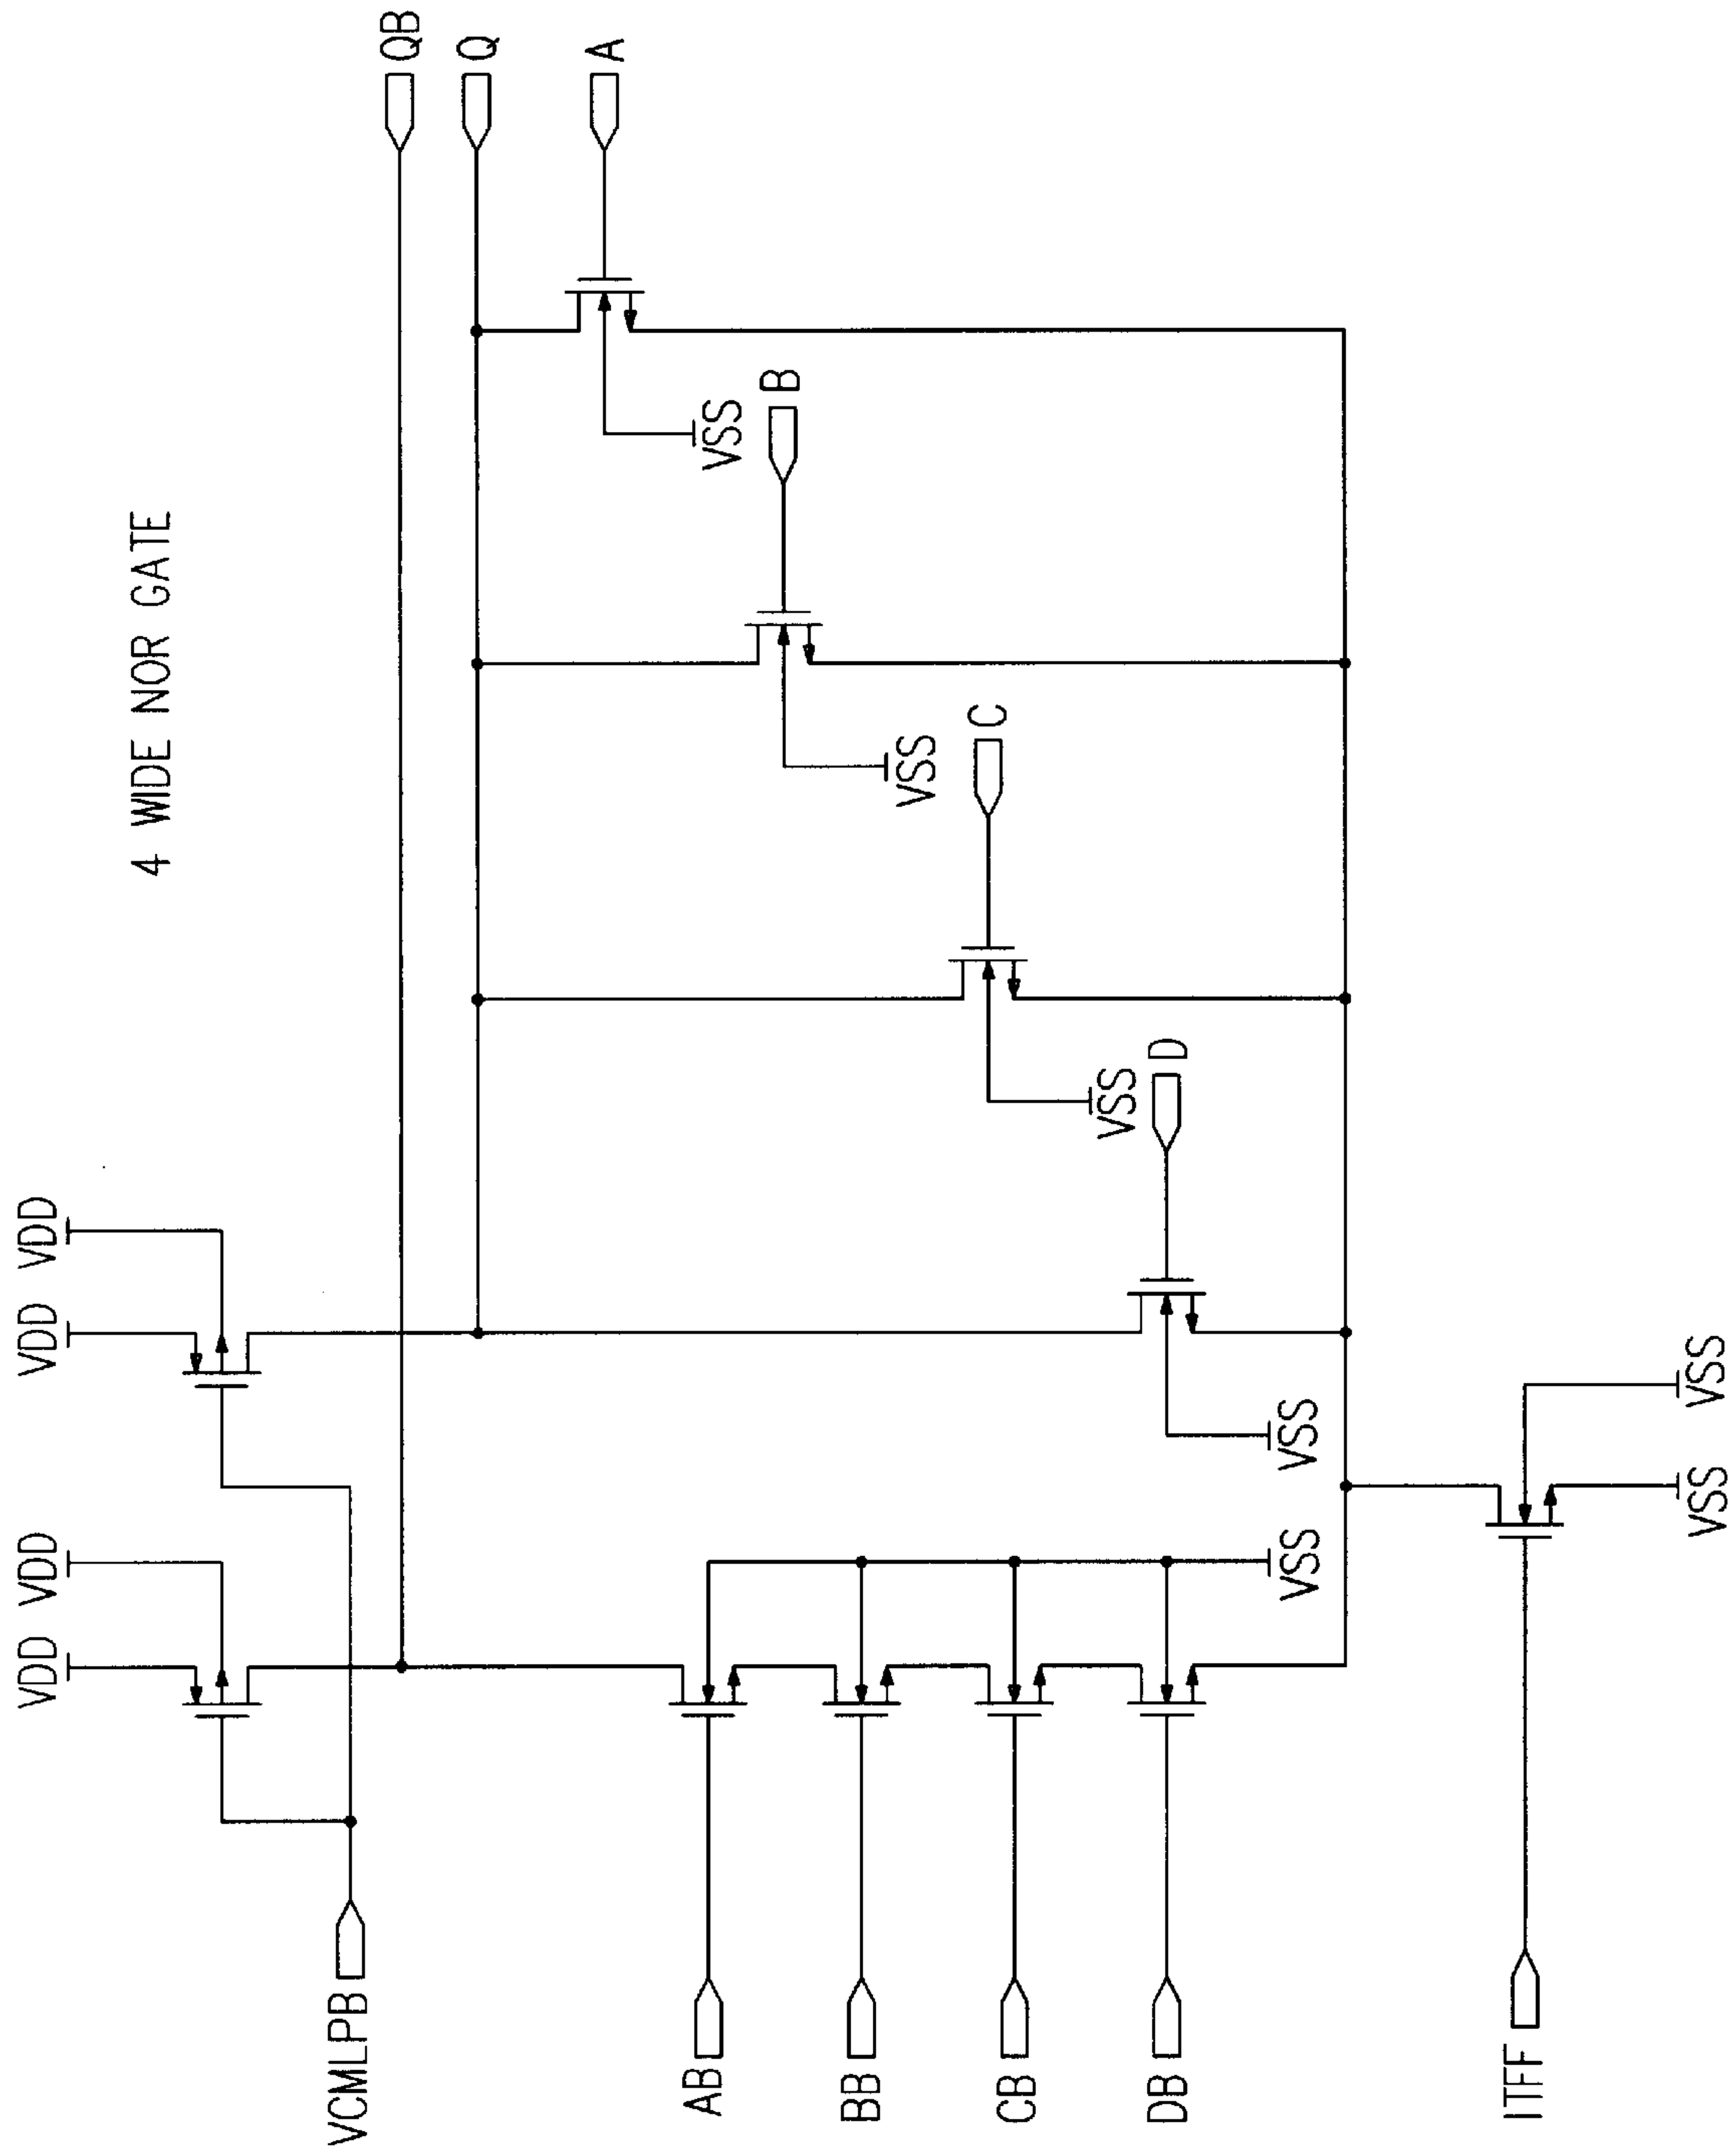 VDD VDD
VDD VDD
4 WIDE NOR GATE
VCMLPB
QB
Q
A
AB
VSS
B
BB
VSS
C
CB
VSS
DB
D
VSS
VSS
ITFF
VSS
VSS